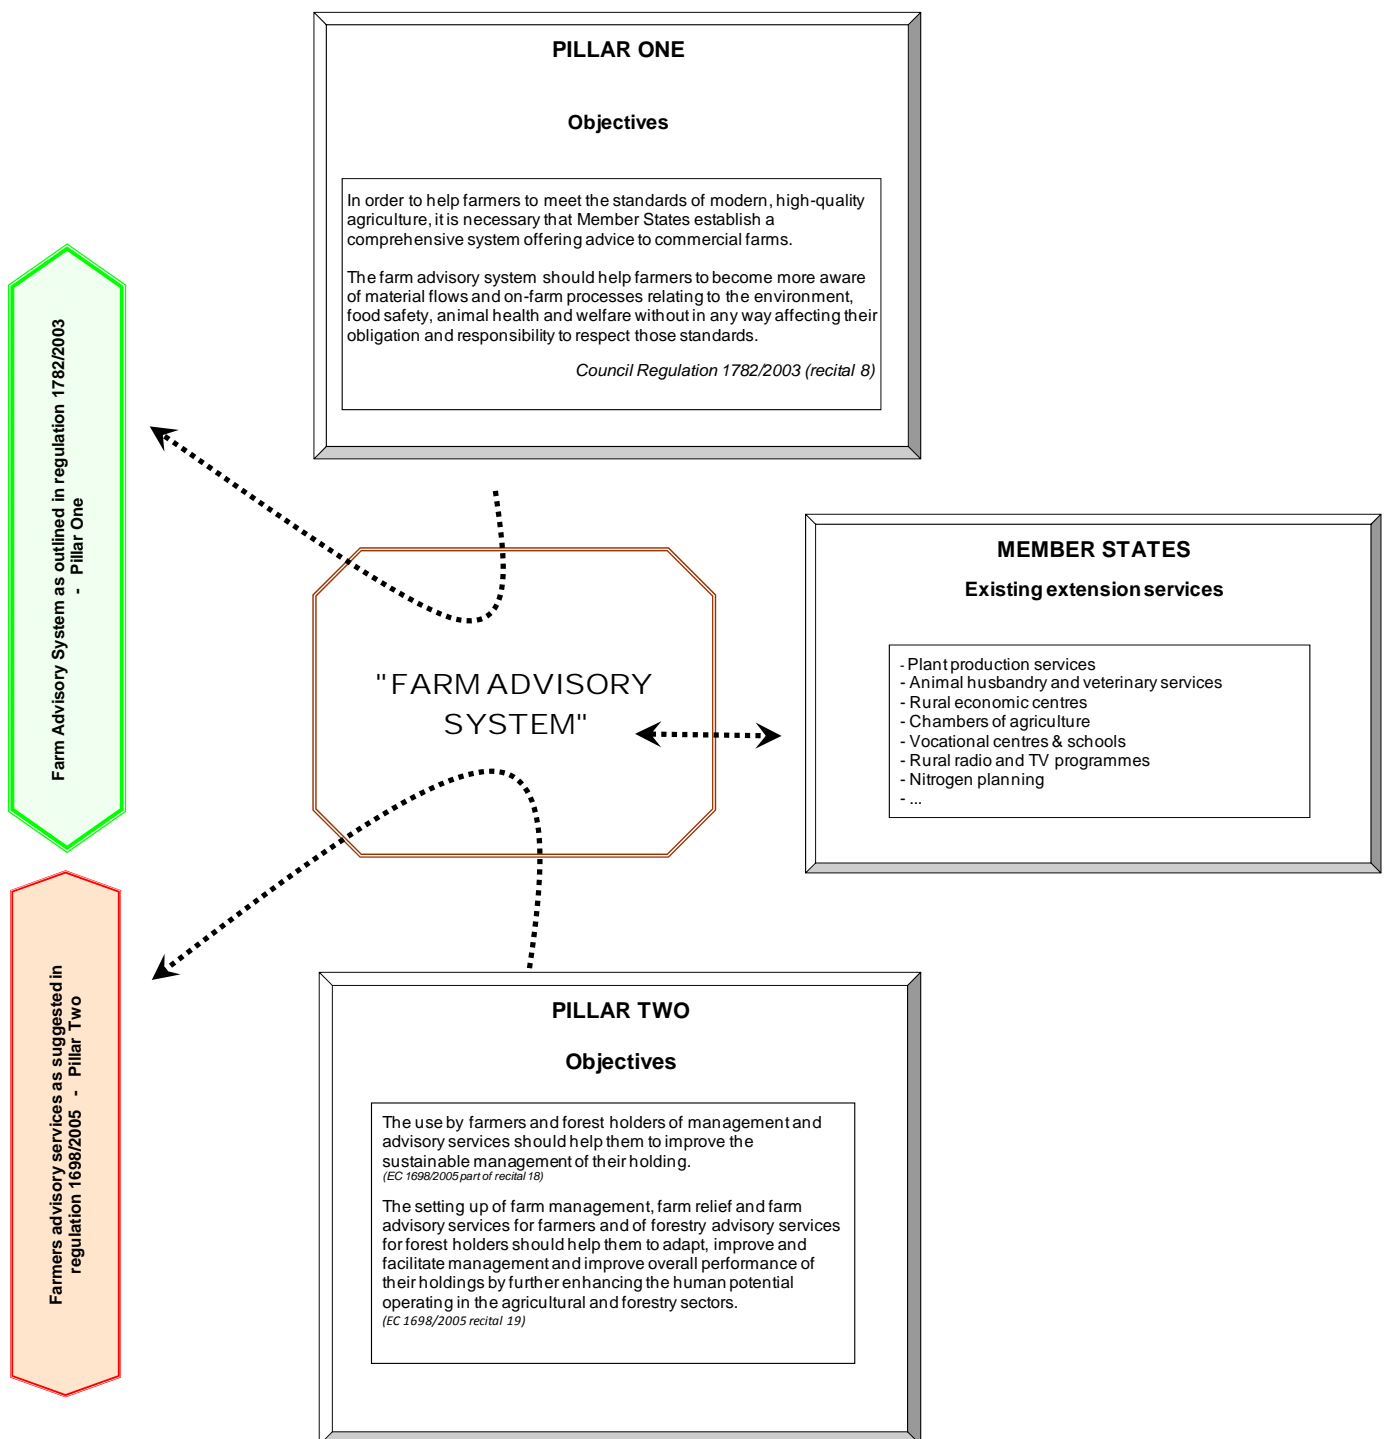 PILLAR ONE
Objectives
In order to help farmers to meet the standards of modern, high-quality
agriculture, it is necessary that Member States establish a
comprehensive system offering advice to commercial farms.
The farm advisory system should help farmers to become more aware
of material flows and on-farm processes relating to the environment,
food safety, animal health and welfare without in any way affecting their
obligation and responsibility to respect those standards.
Council Regulation 1782/2003 (recital 8)
Farm Advisory System as outlined in regulation 1782/2003
- Pillar One
"FARM ADVISORY
SYSTEM"
MEMBER STATES
Existing extension services
- Plant production services
- Animal husbandry and veterinary services
- Rural economic centres
- Chambers of agriculture
- Vocational centres & schools
- Rural radio and TV programmes
- Nitrogen planning
- ...
Farmers advisory services as suggested in
regulation 1698/2005 - Pillar Two
PILLAR TWO
Objectives
The use by farmers and forest holders of management and
advisory services should help them to improve the
sustainable management of their holding.
(EC 1698/2005 part of recital 18)
The setting up of farm management, farm relief and farm
advisory services for farmers and of forestry advisory services
for forest holders should help them to adapt, improve and
facilitate management and improve overall performance of
their holdings by further enhancing the human potential
operating in the agricultural and forestry sectors.
(EC 1698/2005 recital 19)